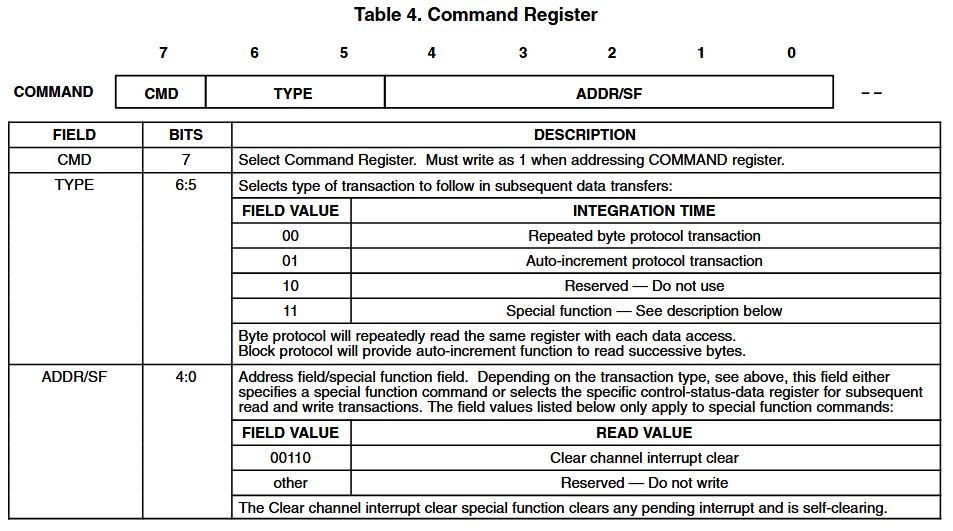 Table 4. Command Register
7 6 5 4 3 2 1 0
COMMAND CMD TYPE ADDR/SF – –
FIELD BITS DESCRIPTION
CMD 7 Select Command Register. Must write as 1 when addressing COMMAND register.
TYPE 6:5 Selects type of transaction to follow in subsequent data transfers:
FIELD VALUE INTEGRATION TIME
00 Repeated byte protocol transaction
01 Auto-increment protocol transaction
10 Reserved — Do not use
11 Special function — See description below
Byte protocol will repeatedly read the same register with each data access.
Block protocol will provide auto-increment function to read successive bytes.
ADDR/SF 4:0 Address field/special function field. Depending on the transaction type, see above, this field either
specifies a special function command or selects the specific control-status-data register for subsequent
read and write transactions. The field values listed below only apply to special function commands:
FIELD VALUE READ VALUE
00110 Clear channel interrupt clear
other Reserved — Do not write
The Clear channel interrupt clear special function clears any pending interrupt and is self-clearing.